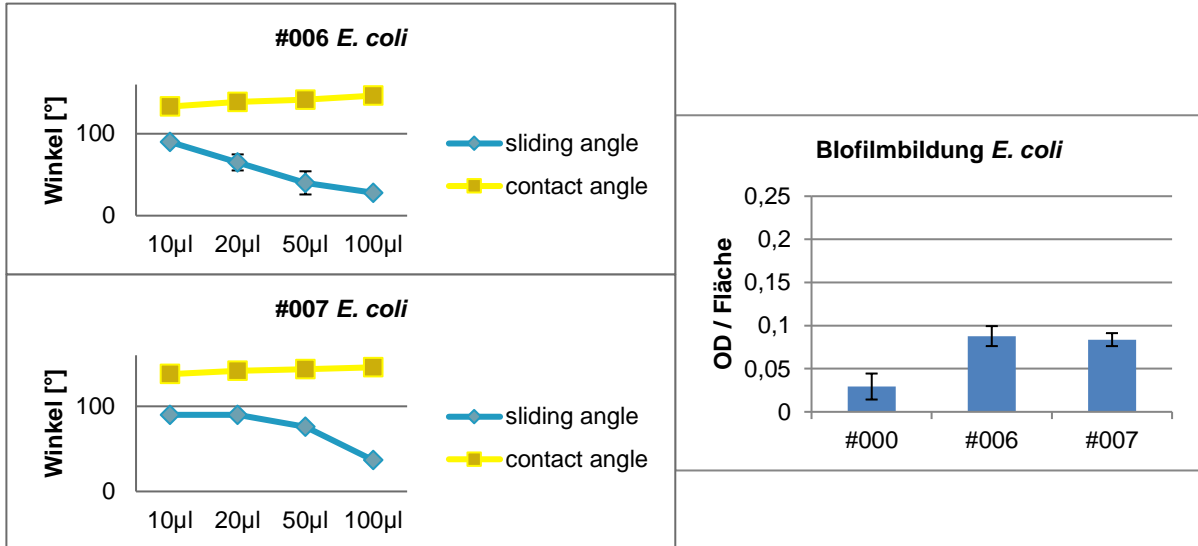 #006 E. coli
Winkel [°]
100
0
10µl 20µl 50µl 100µl
sliding angle
contact angle
#007 E. coli
Winkel [°]
100
0
10µl 20µl 50µl 100µl
sliding angle
contact angle
Blofilmbildung E. coli
OD / Fläche
0,25
0,2
0,15
0,1
0,05
0
#000 #006 #007